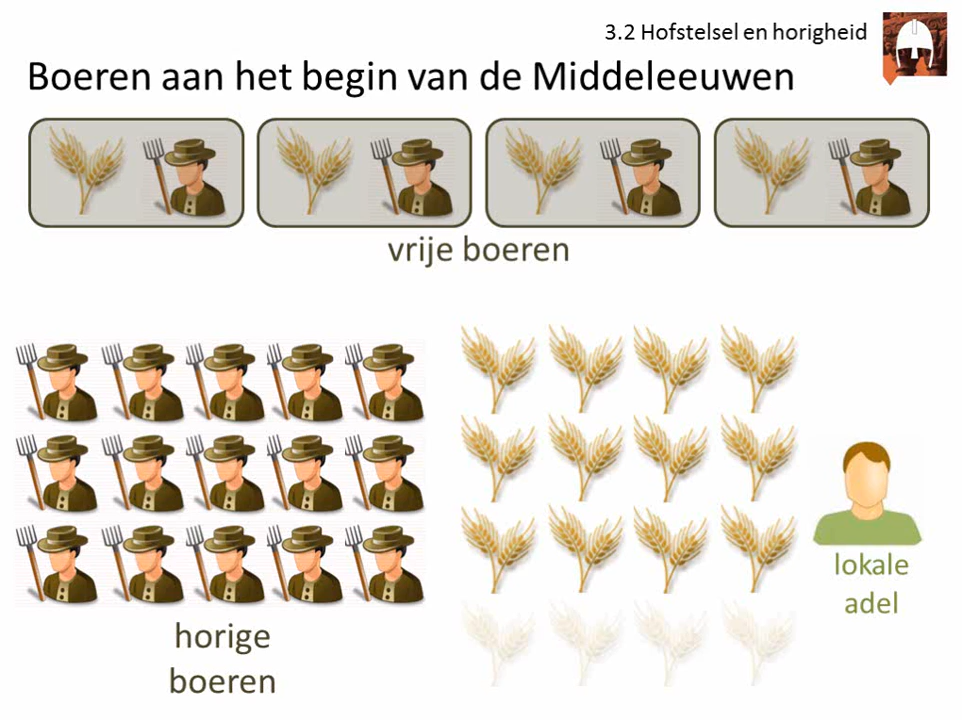 3.2 Hofstelsel en horigheid
Boeren aan het begin van de Middeleeuwen
vrije boeren
horige
boeren
lokale
adel